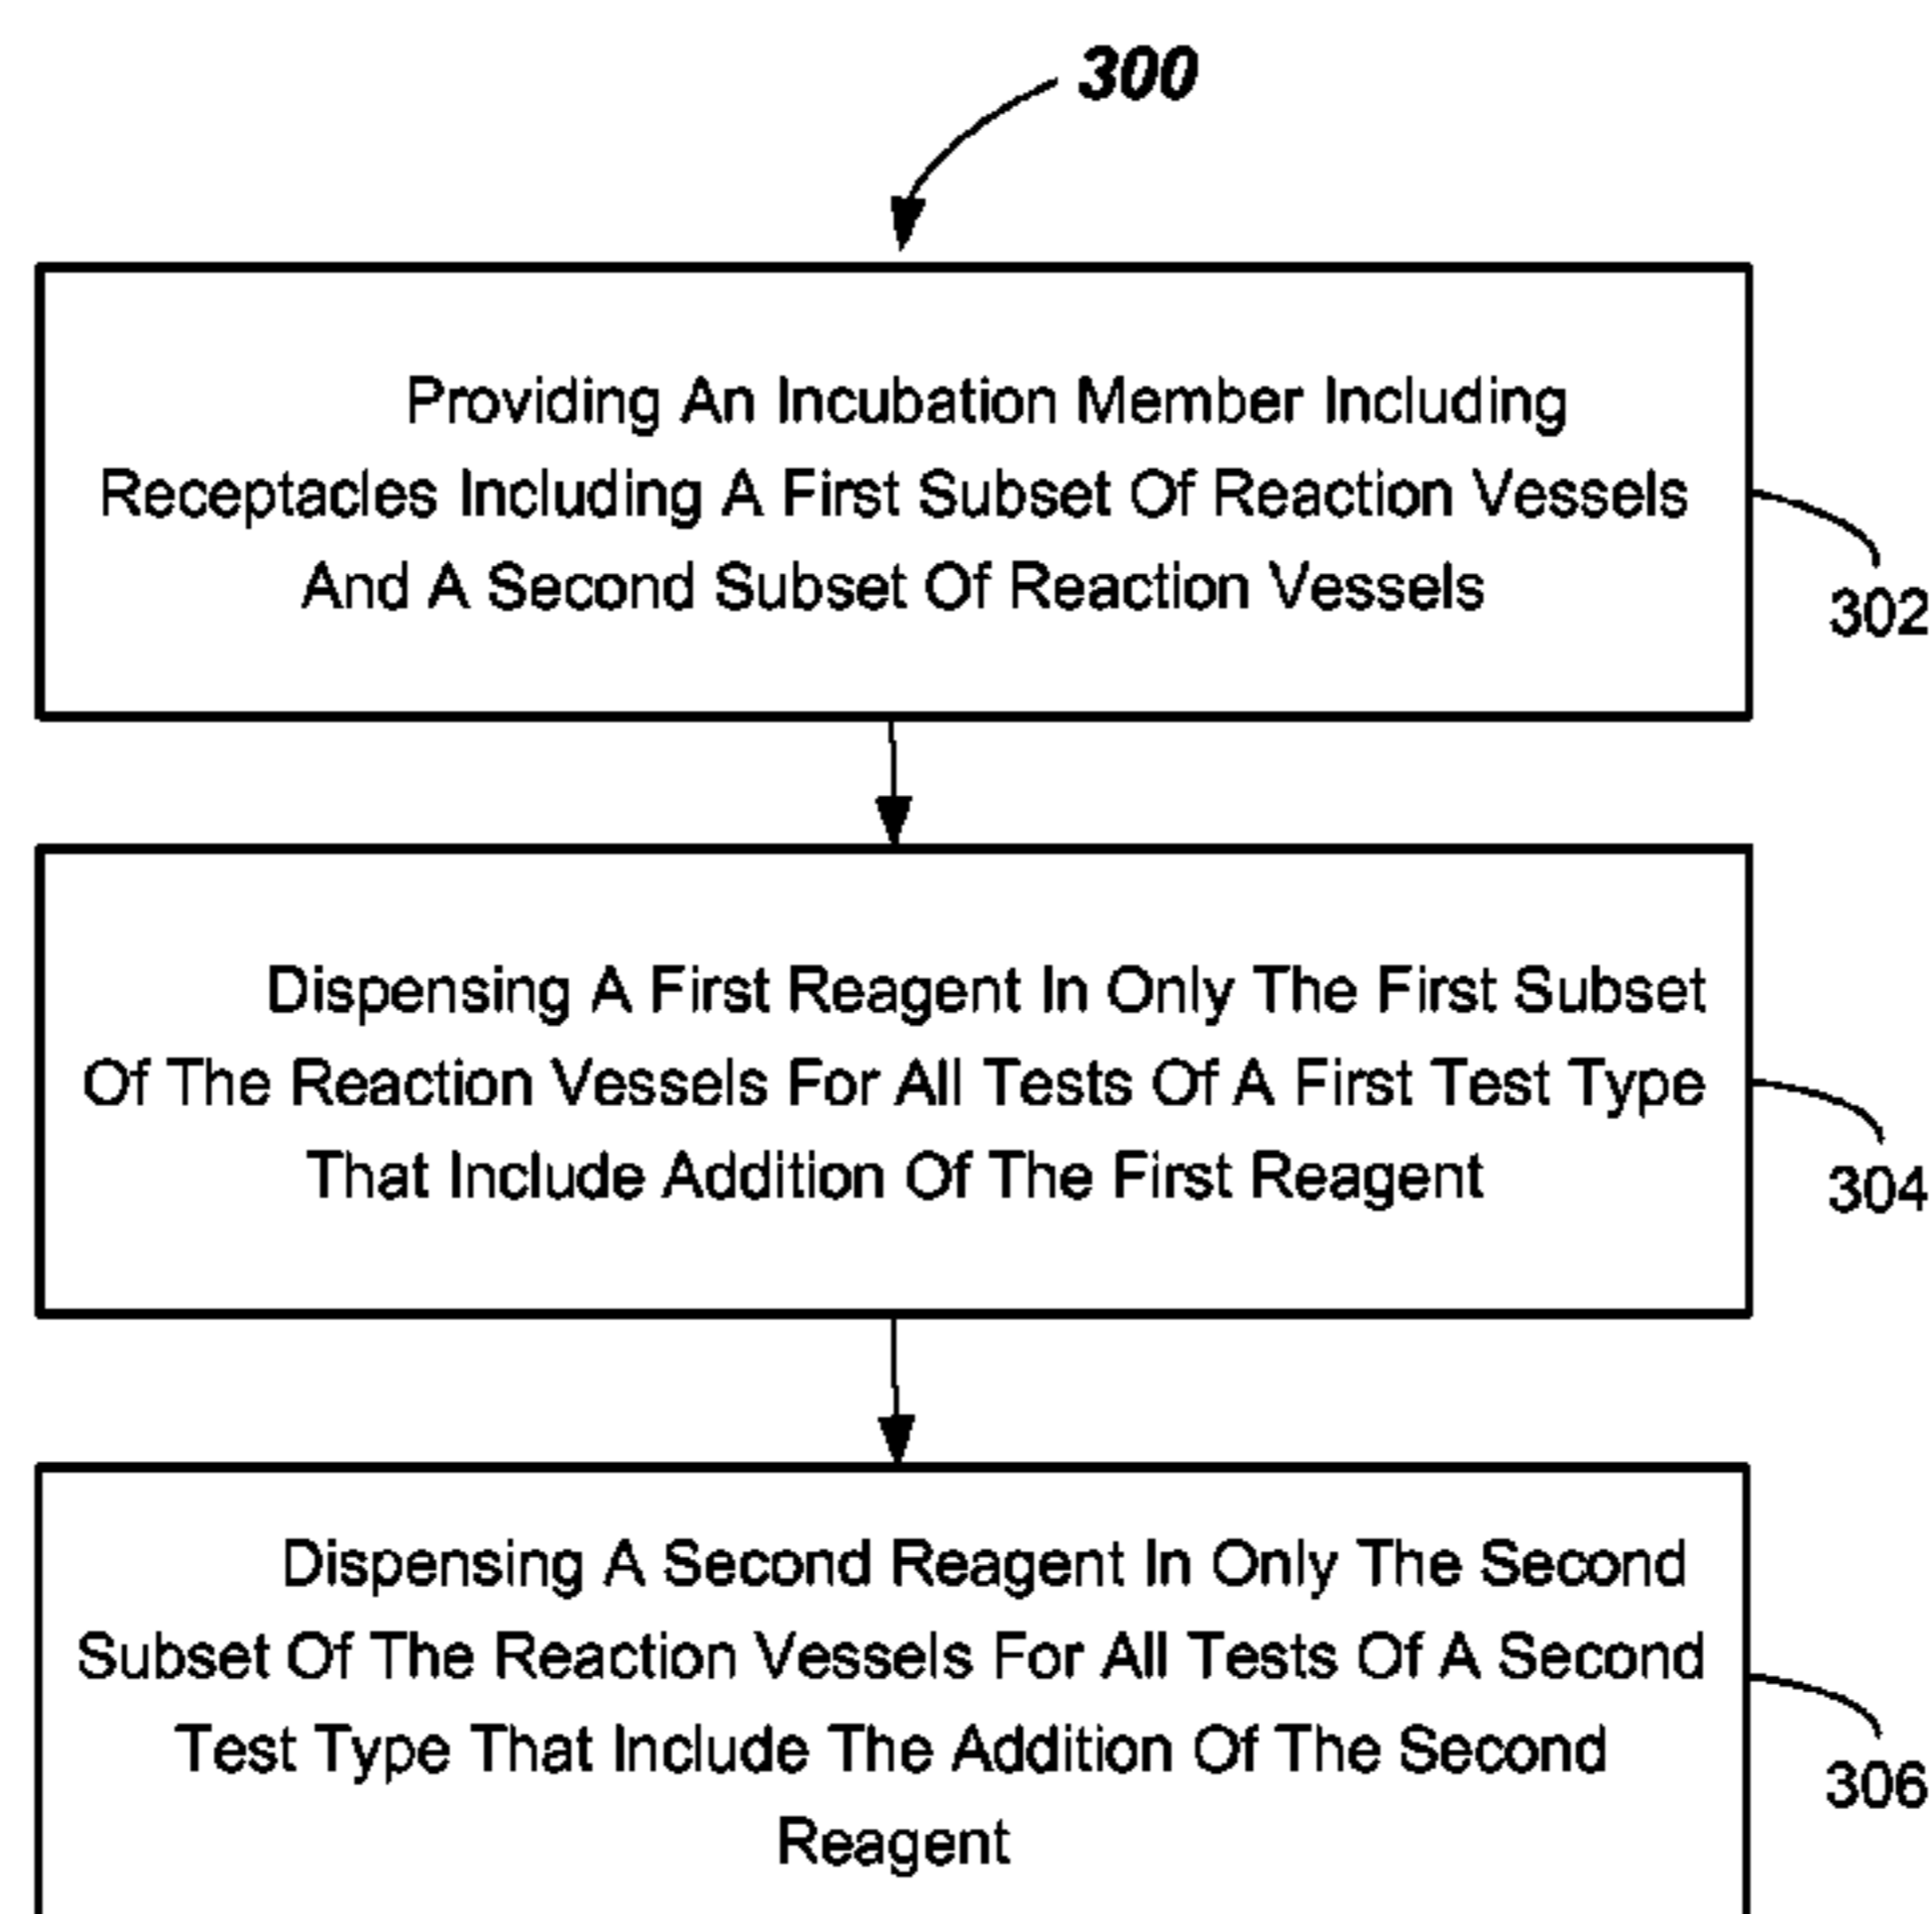 300
Providing An Incubation Member Including
Receptacles Including A First Subset Of Reaction Vessels
And A Second Subset Of Reaction Vessels
302
Dispensing A First Reagent In Only The First Subset
Of The Reaction Vessels For All Tests Of A First Test Type
That Include Addition Of The First Reagent
304
Dispensing A Second Reagent In Only The Second
Subset Of The Reaction Vessels For All Tests Of A Second
Test Type That Include The Addition Of The Second
Reagent
306